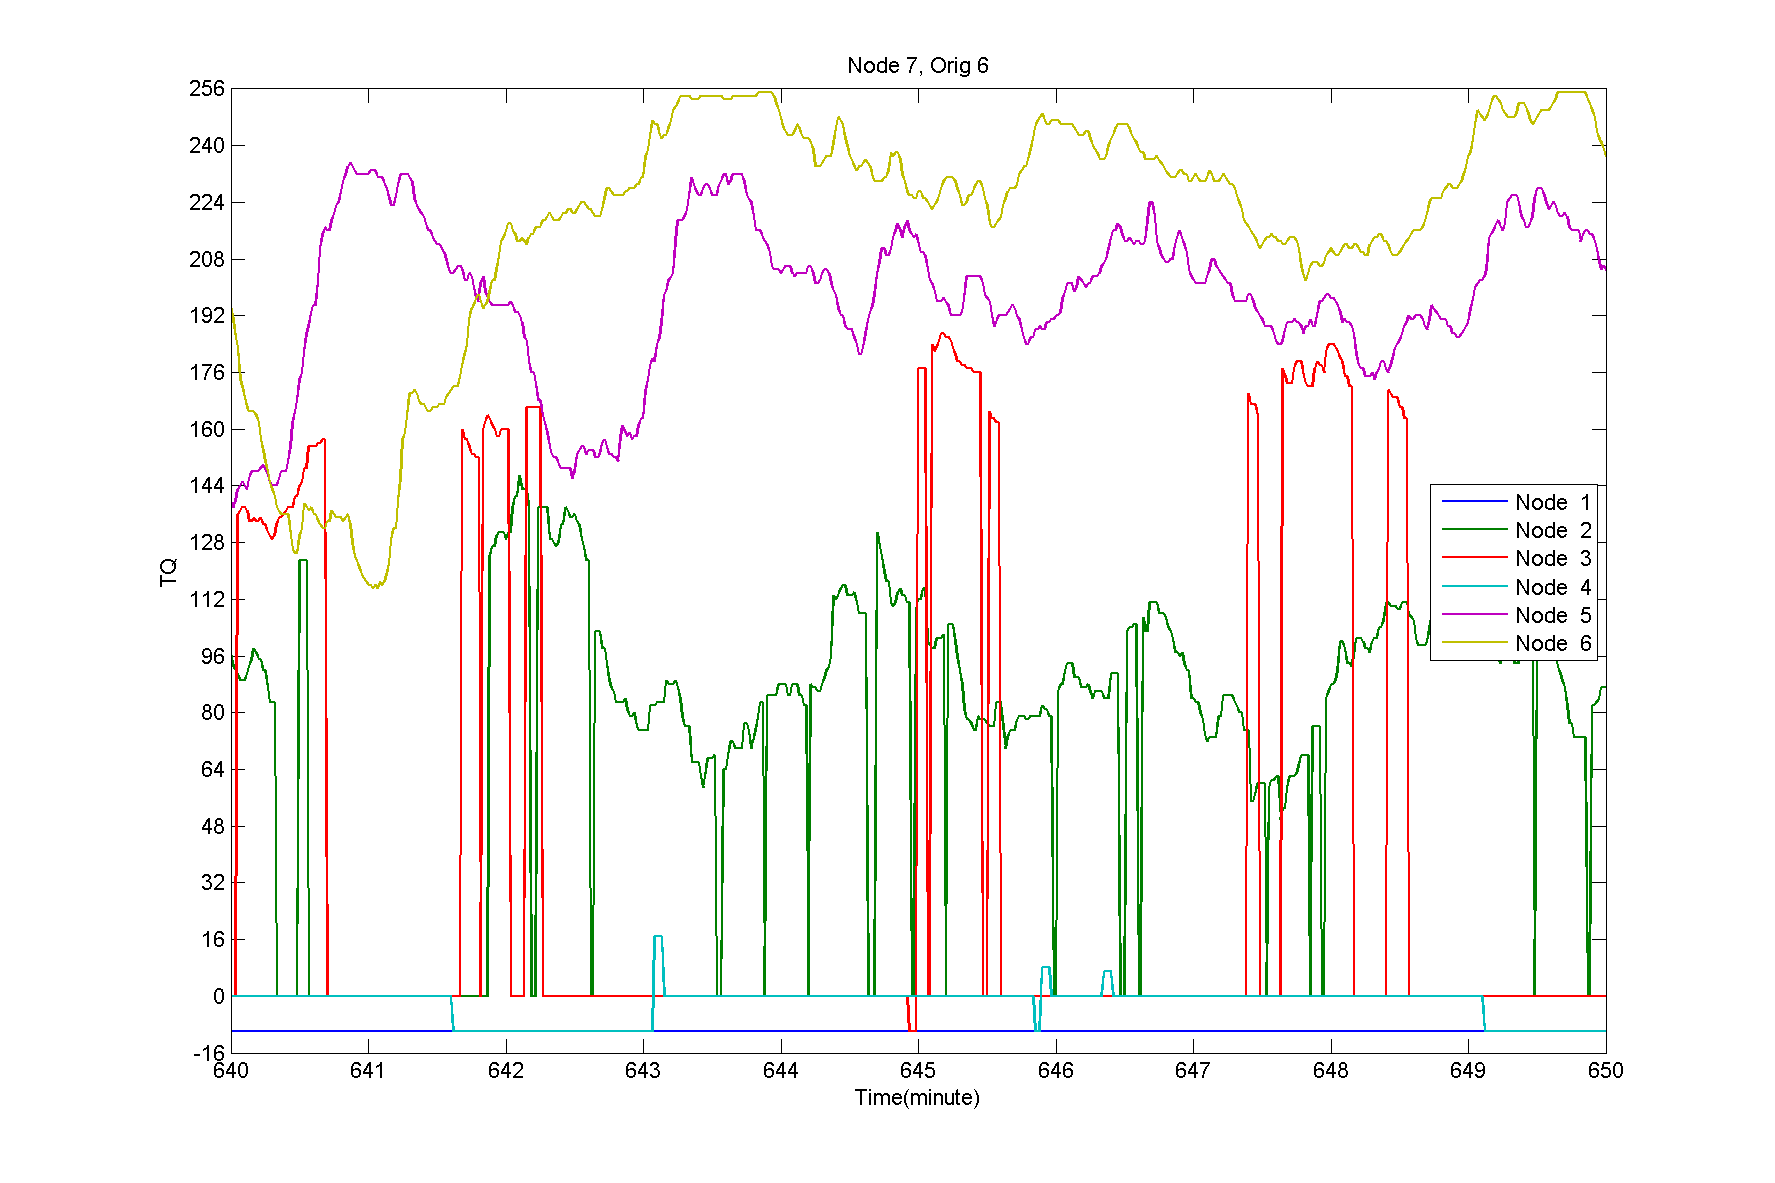 Node 7, Orig 6
256
240
224
208
192
176
160
144
128
112
96
80
64
48
32
16
0
-16
TQ
Node 1
Node 2
Node 3
Node 4
Node 5
Node 6
640 641 642 643 644 645 646 647 648 649 650
Time(minute)